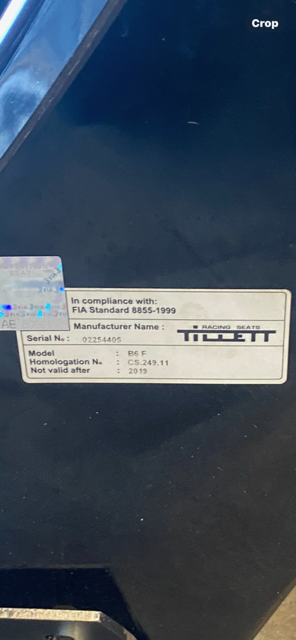 Crop
In compliance with:
FIA Standard 8855-1999
Manufacturer Name :
RACING SEATS
TILLETT
Serial No : 02254405
Model : B6 F
Homologation No : CS.249.11
Not valid after : 2019
AE